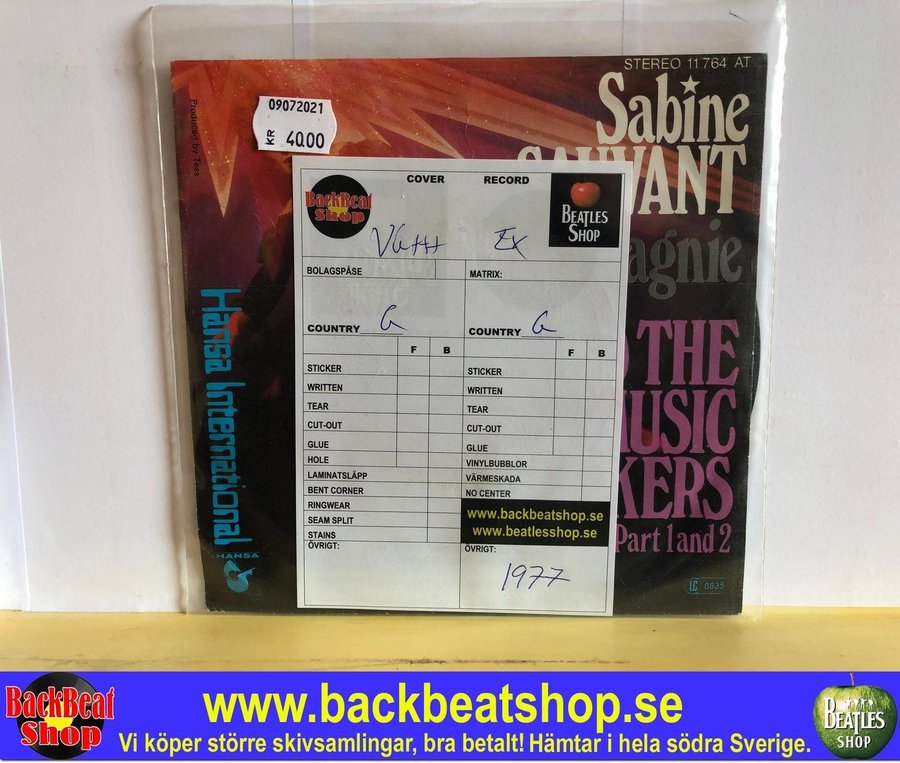 STEREO 11764 AT
Sabine
THE
MUSIC
Part 1 and 2
LC 0835
Produced by Tess
Hansa International
HANSA
09072021
KR 40.00
COVER RECORD
BackBeat
Shop
BEATLES
SHOP
VG+++ Ex
BOLAGSPÅSE MATRIX:
COUNTRY G COUNTRY G
F B F B
STICKER STICKER
WRITTEN WRITTEN
TEAR TEAR
CUT-OUT CUT-OUT
GLUE GLUE
HOLE VINYLBUBBLOR
LAMINATSLÄPP VÄRMESKADA
BENT CORNER NO CENTER
RINGWEAR
SEAM SPLIT
STAINS
www.backbeatshop.se
www.beatlesshop.se
ÖVRIGT: ÖVRIGT:
1977
BackBeat
Shop
www.backbeatshop.se
Vi köper större skivsamlingar, bra betalt! Hämtar i hela södra Sverige.
BEATLES
SHOP